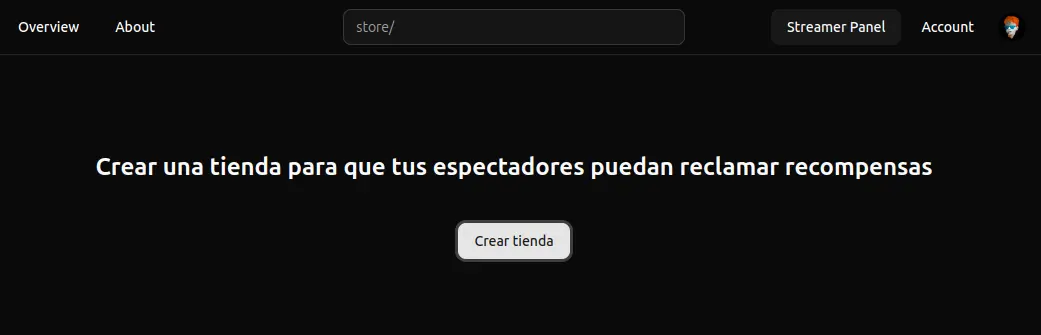 Overview
About
store/
Streamer Panel
Account
Crear una tienda para que tus espectadores puedan reclamar recompensas
Crear tienda